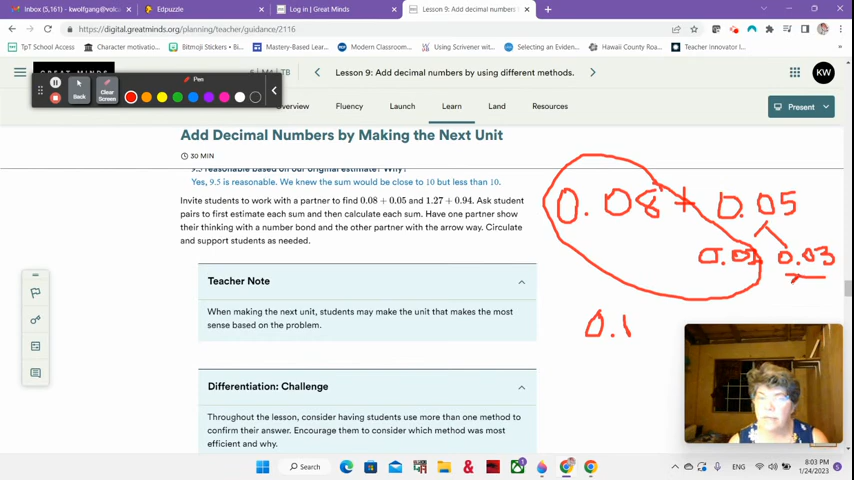 Inbox (5,161) - kwolfgang@volc
Edpuzzle
Log in | Great Minds
Lesson 9: Add decimal numbers
https://digital.greatminds.org/planning/teacher/guidance/2116
TpT School Account
Character motivatio...
Bitmoji Stickers | B...
Mastery-Based Lear...
Modern Classroom...
Using Scrivener wit...
Selecting an Eviden...
Hawaii County Roa...
Teacher Innovator I...
KW
Lesson 9: Add decimal numbers by using different methods.
KW
Pen
Back
Clear Screen
Fluency
Launch
Learn
Land
Resources
Present
Add Decimal Numbers by Making the Next Unit
30 MIN
9.5 reasonable based on our original estimate? Why?
Yes, 9.5 is reasonable. We knew the sum would be close to 10 but less than 10.
Invite students to work with a partner to find 0.08 + 0.05 and 1.27 + 0.94. Ask student
pairs to first estimate each sum and then calculate each sum. Have one partner show
their thinking with a number bond and the other partner with the arrow way. Circulate
and support students as needed.
0.08 + 0.05
0.02 0.03
0.1
Teacher Note
When making the next unit, students may make the unit that makes the most
sense based on the problem.
Differentiation: Challenge
Throughout the lesson, consider having students use more than one method to
confirm their answer. Encourage them to consider which method was most
efficient and why.
Search
ENG
8:03 PM
1/24/2023